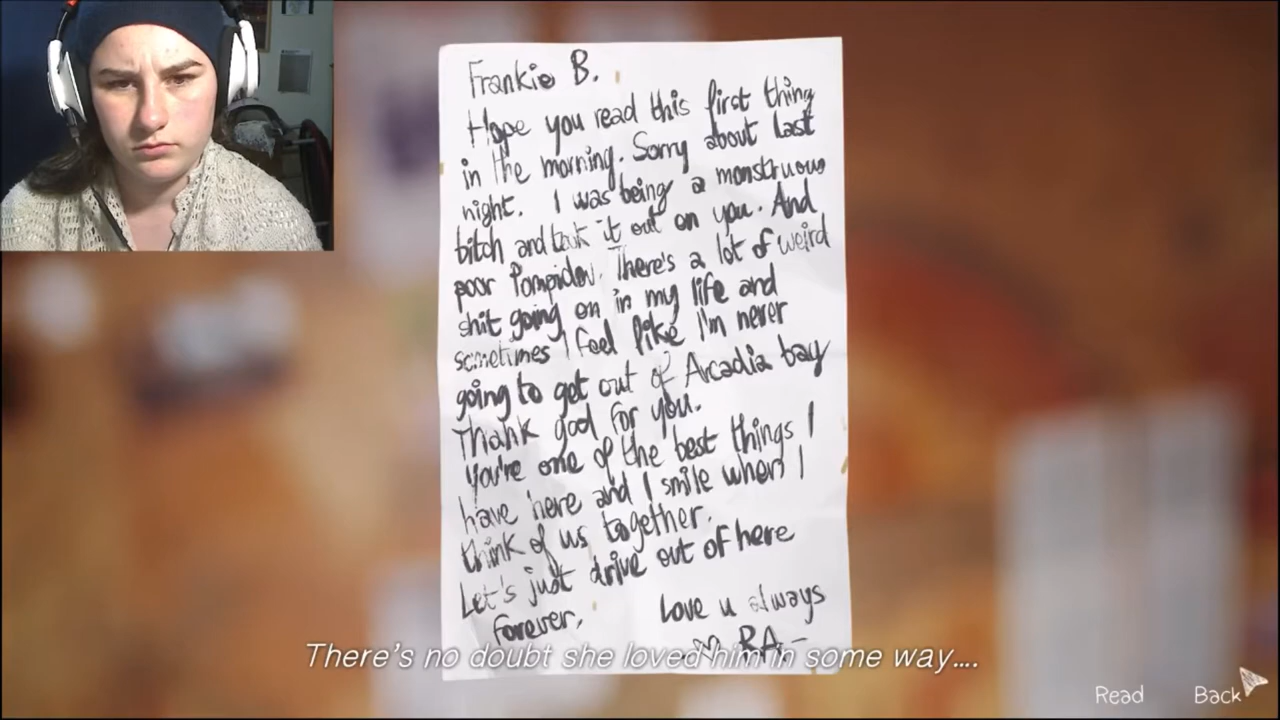 Frankie B.
Hope you read this first thing
in the morning. Sorry about last
night. I was being a monstruous
bitch and took it out on you. And
poor Pompidou. There's a lot of weird
shit going on in my life and
sometimes I feel like I'm never
going to get out of Arcadia bay
Thank god for you.
You're one of the best things I
have here and I smile when I
think of us together.
Let's just drive out of here
forever.
Love u always
♡ RA -
There's no doubt she loved him in some way....
Read Back